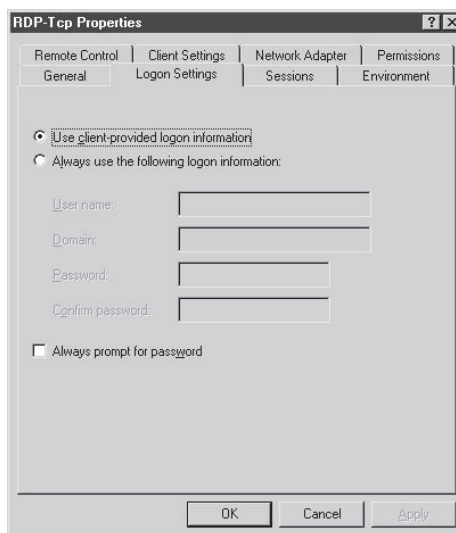 RDP-Tcp Properties ? X
Remote Control Client Settings Network Adapter Permissions
General Logon Settings Sessions Environment
Use client-provided logon information
Always use the following logon information:
User name:
Domain:
Password:
Confirm password:
Always prompt for password
OK Cancel Apply